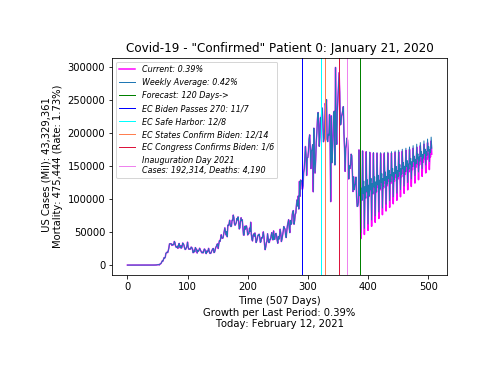 Covid-19 - "Confirmed" Patient 0: January 21, 2020
Current: 0.39%
Weekly Average: 0.42%
Forecast: 120 Days->
EC Biden Passes 270: 11/7
EC Safe Harbor: 12/8
EC States Confirm Biden: 12/14
EC Congress Confirms Biden: 1/6
Inauguration Day 2021
Cases: 192,314, Deaths: 4,190
US Cases (Mil): 43,329,361
Mortality: 475,444 (Rate: 1.73%)
300000
250000
200000
150000
100000
50000
0
0 100 200 300 400 500
Time (507 Days)
Growth per Last Period: 0.39%
Today: February 12, 2021